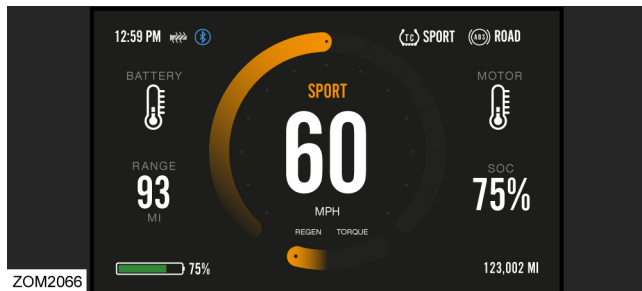 12:59 PM
TC SPORT
ABS ROAD
BATTERY
SPORT
MOTOR
60
RANGE
93
MI
SOC
75%
MPH
REGEN TORQUE
75%
123,002 MI
ZOM2066